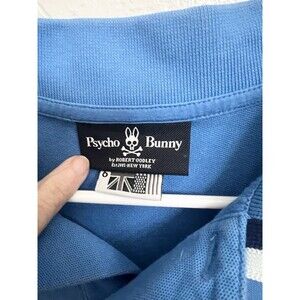 Psycho Bunny
by ROBERT GODLEY
Est.2005 NEW YORK